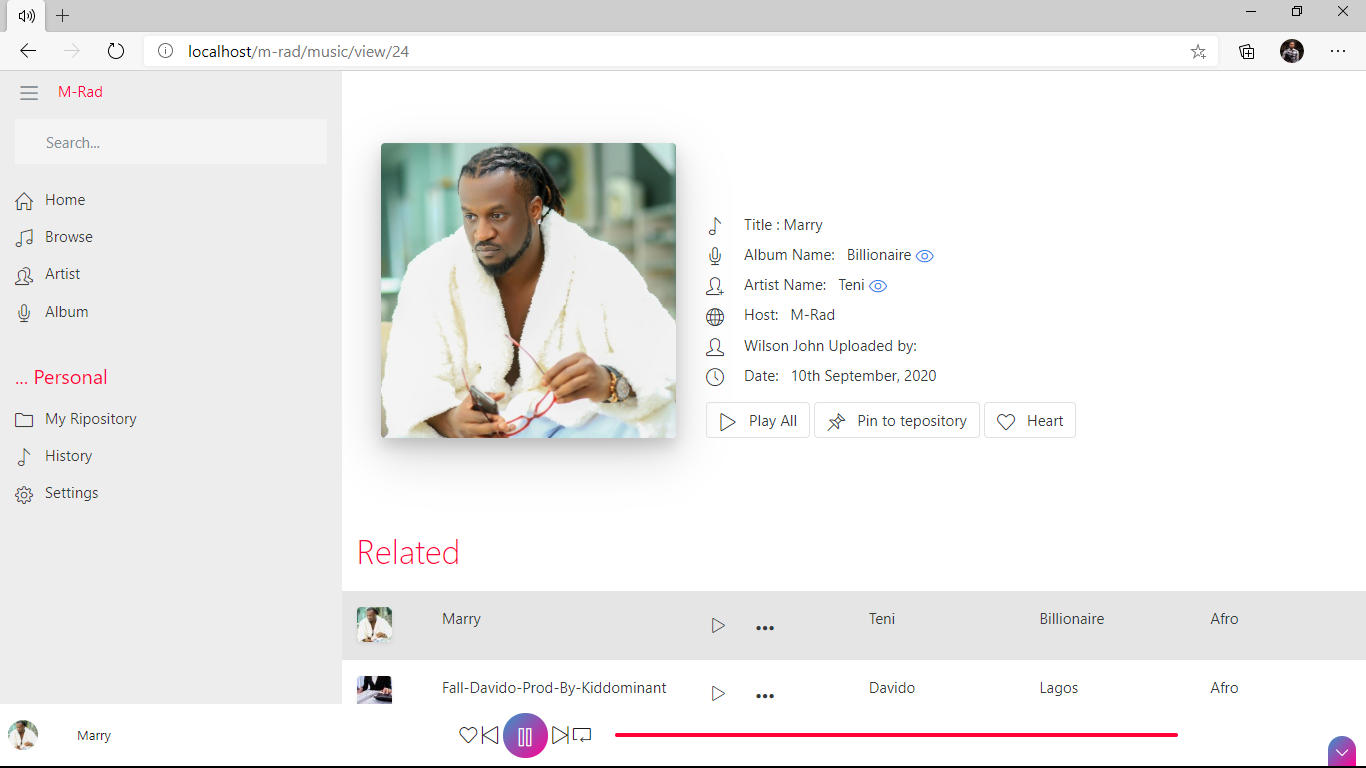 localhost/m-rad/music/view/24
M-Rad
Search...
Home
Browse
Artist
Album
... Personal
My Ripository
History
Settings
Title : Marry
Album Name: Billionaire
Artist Name: Teni
Host: M-Rad
Wilson John Uploaded by:
Date: 10th September, 2020
Play All Pin to tepository Heart
Related
Marry Teni Billionaire Afro
Fall-Davido-Prod-By-Kiddominant Davido Lagos Afro
Marry